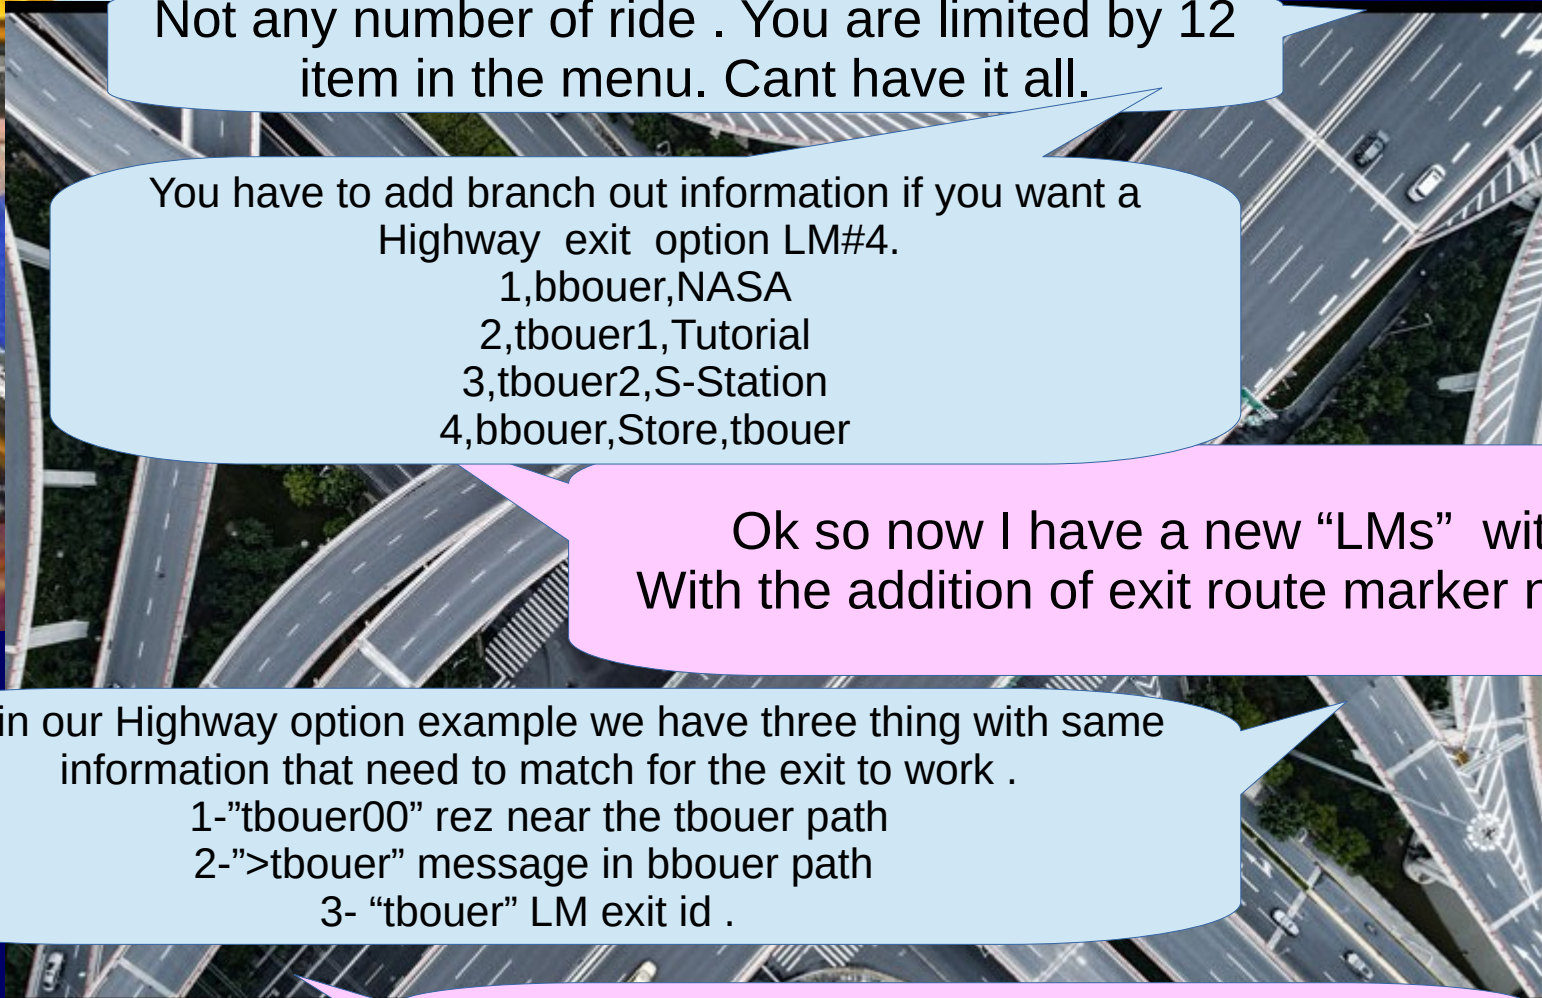 Not any number of ride . You are limited by 12
item in the menu. Cant have it all.
You have to add branch out information if you want a
Highway  exit  option LM#4.
1,bbouer,NASA
2,tbouer1,Tutorial
3,tbouer2,S-Station
4,bbouer,Store,tbouer
Ok so now I have a new “LMs”
With the addition of exit route marker
in our Highway option example we have three thing with same
information that need to match for the exit to work .
1-”tbouer00” rez near the tbouer path
2-”>tbouer” message in bbouer path
3- “tbouer” LM exit id .